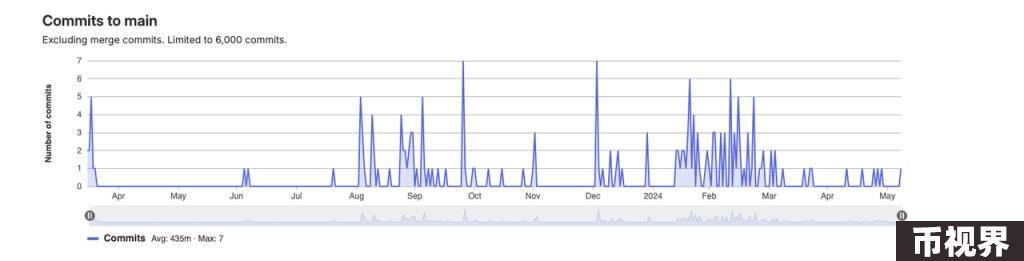 Commits to main
Excluding merge commits. Limited to 6,000 commits.
Number of commits
7
6
5
4
3
2
1
0
Apr May Jun Jul Aug Sep Oct Nov Dec 2024 Feb Mar Apr May
Commits Avg: 435m · Max: 7
币视界